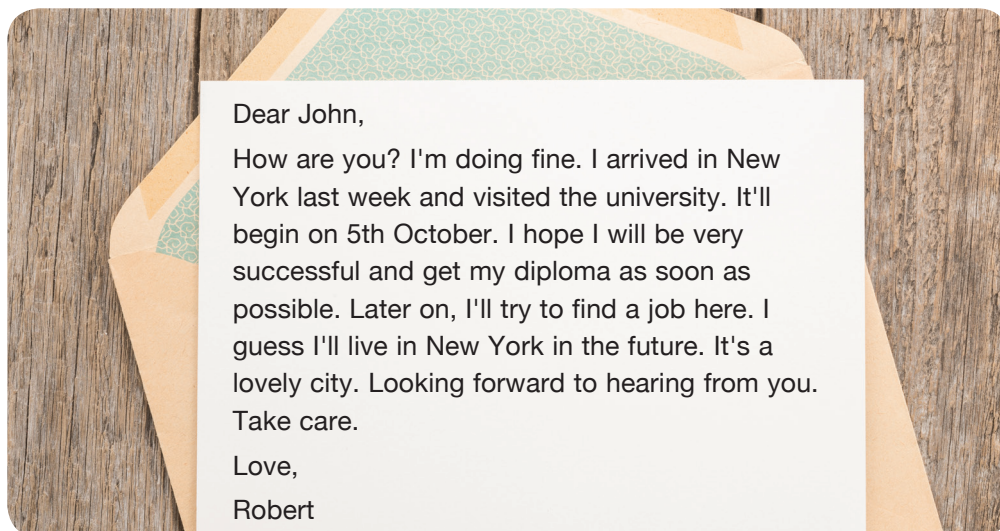 Dear John,
How are you? I'm doing fine. I arrived in New
York last week and visited the university. It'll
begin on 5th October. I hope I will be very
successful and get my diploma as soon as
possible. Later on, I'll try to find a job here. I
guess I'll live in New York in the future. It's a
lovely city. Looking forward to hearing from you.
Take care.
Love,
Robert